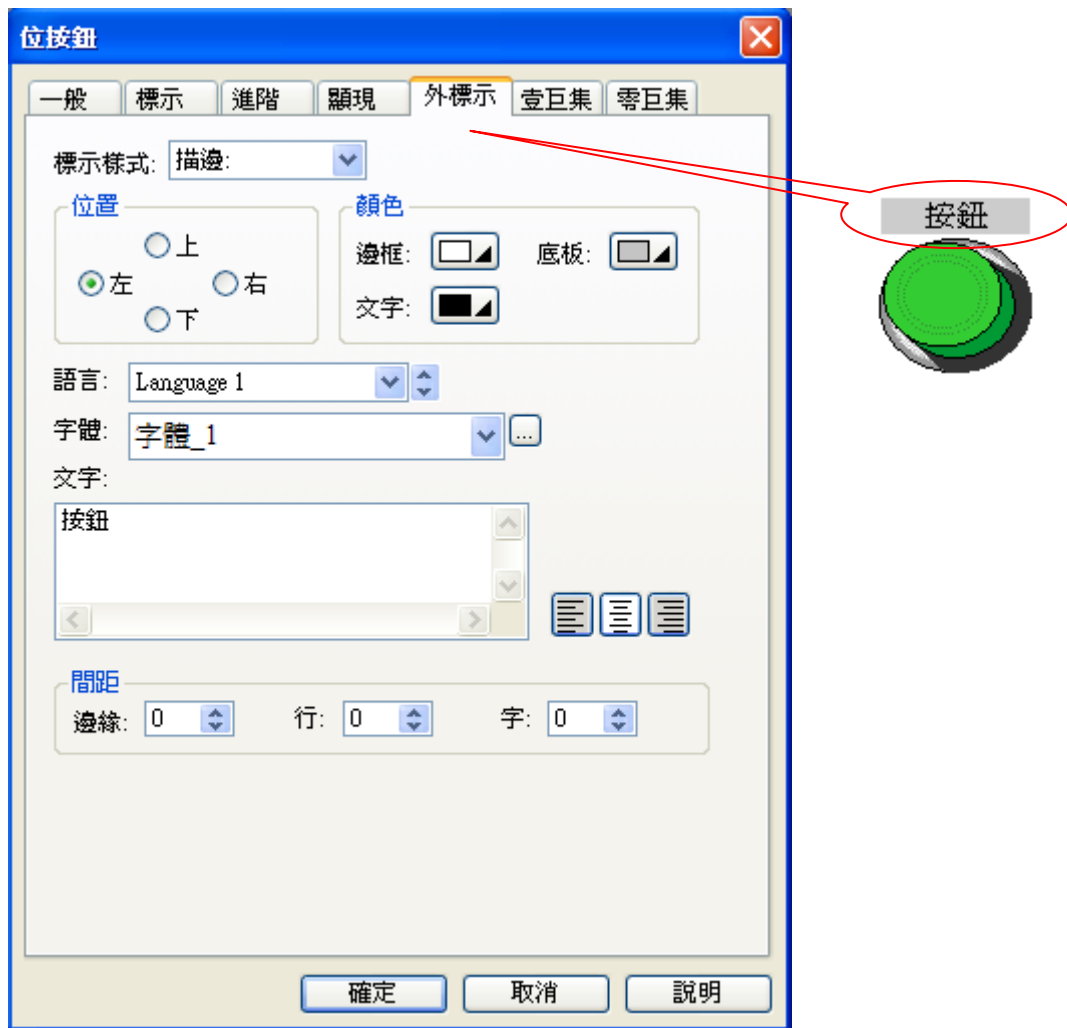 位按鈕
一般 標示 進階 顯現 外標示 壹巨集 零巨集
標示樣式: 描邊:
位置 顏色
上
左 右
下
邊框: 底板:
文字:
按鈕
語言: Language 1
字體: 字體_1 ...
文字:
按鈕
間距
邊緣: 0 行: 0 字: 0
確定 取消 說明